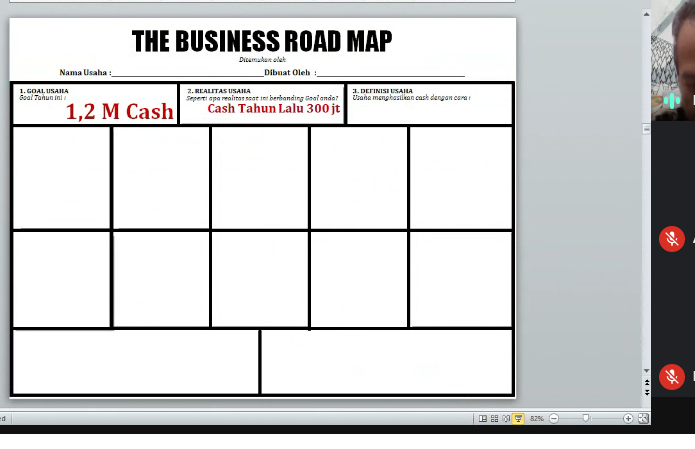 THE BUSINESS ROAD MAP
Ditemukan oleh
Nama Usaha : Dibuat Oleh :
1. GOAL USAHA
Goal Tahun ini :
1,2 M Cash
2. REALITAS USAHA
Seperti apa realitas saat ini berbanding Goal anda?
Cash Tahun Lalu 300 jt
3. DEFINISI USAHA
Usaha menghasilkan cash dengan cara :
82%